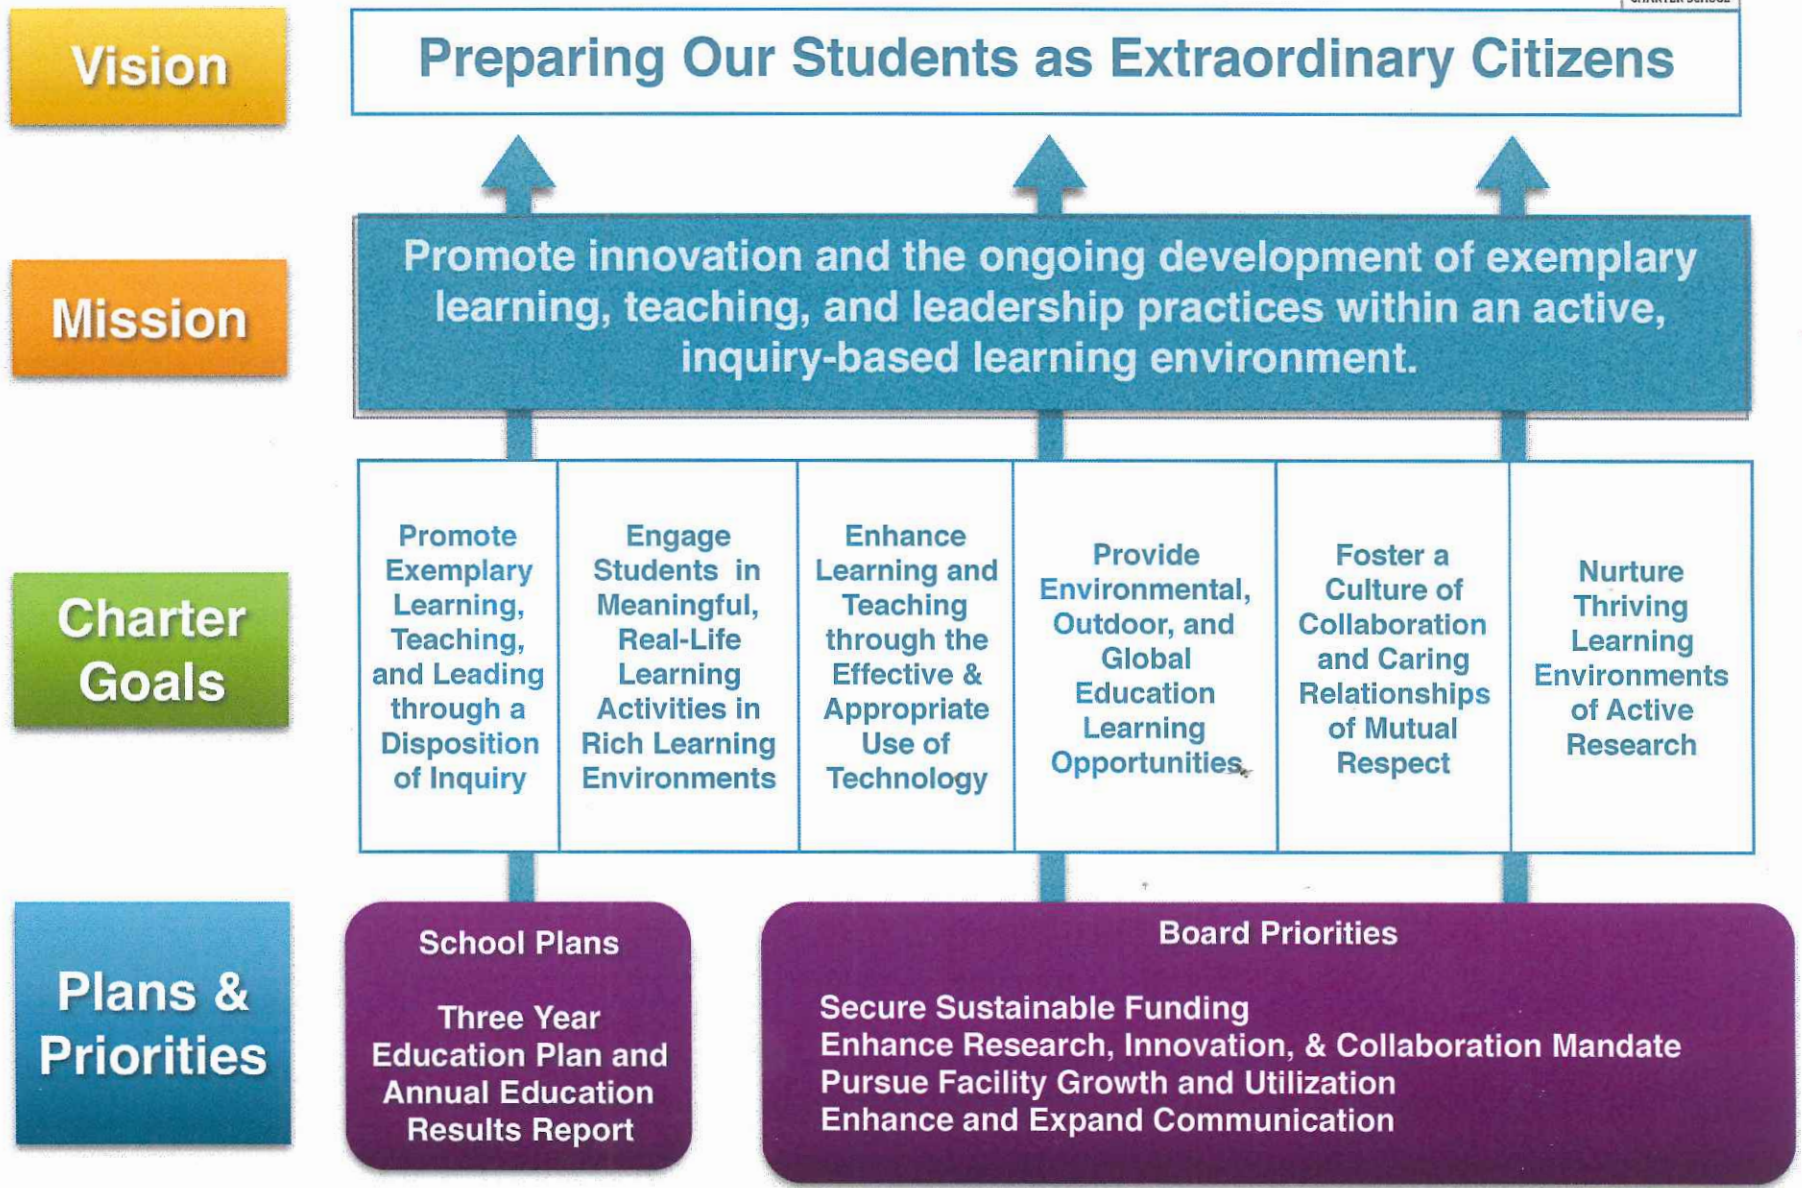 CHARTER SCHOOL
Vision
Preparing Our Students as Extraordinary Citizens
Mission
Promote innovation and the ongoing development of exemplary
learning, teaching, and leadership practices within an active,
inquiry-based learning environment.
Charter
Goals
Promote
Exemplary
Learning,
Teaching,
and Leading
through a
Disposition
of Inquiry
Engage
Students in
Meaningful,
Real-Life
Learning
Activities in
Rich Learning
Environments
Enhance
Learning and
Teaching
through the
Effective &
Appropriate
Use of
Technology
Provide
Environmental,
Outdoor, and
Global
Education
Learning
Opportunities
Foster a
Culture of
Collaboration
and Caring
Relationships
of Mutual
Respect
Nurture
Thriving
Learning
Environments
of Active
Research
Plans &
Priorities
School Plans
Three Year
Education Plan and
Annual Education
Results Report
Board Priorities
Secure Sustainable Funding
Enhance Research, Innovation, & Collaboration Mandate
Pursue Facility Growth and Utilization
Enhance and Expand Communication